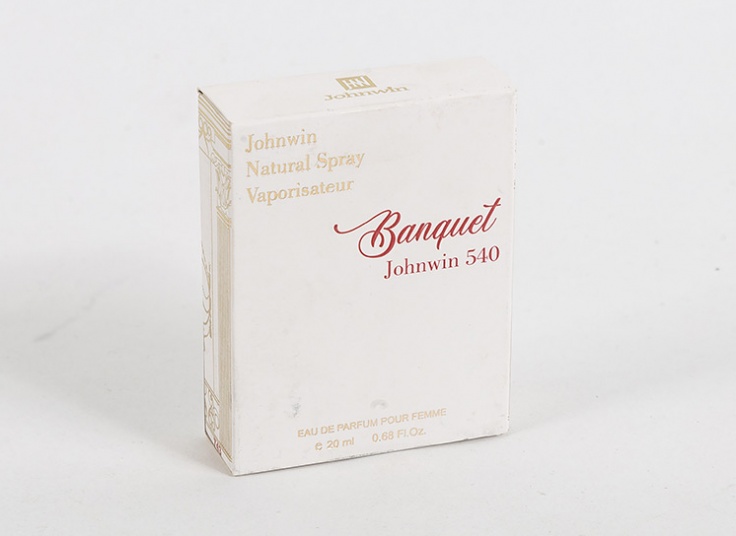 Johnwin
Johnwin
Natural Spray
Vaporisateur
Banquet
Johnwin 540
EAU DE PARFUM POUR FEMME
e 20 ml 0.68 Fl.Oz.